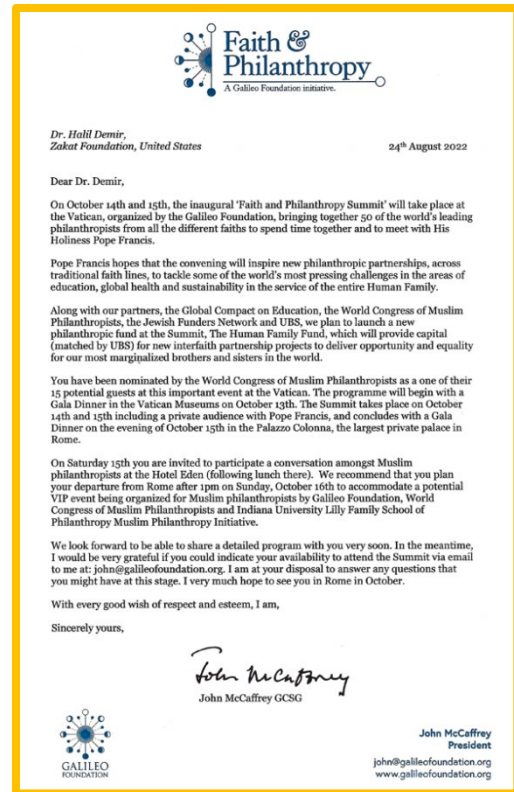 Faith &
Philanthropy
A Galileo Foundation initiative.
Dr. Halil Demir,
Zakat Foundation, United States
24th August 2022
Dear Dr. Demir,
On October 14th and 15th, the inaugural 'Faith and Philanthropy Summit' will take place at
the Vatican, organized by the Galileo Foundation, bringing together 50 of the world's leading
philanthropists from all the different faiths to spend time together and to meet with His
Holiness Pope Francis.
Pope Francis hopes that the convening will inspire new philanthropic partnerships, across
traditional faith lines, to tackle some of the world's most pressing challenges in the areas of
education, global health and sustainability in the service of the entire Human Family.
Along with our partners, the Global Compact on Education, the World Congress of Muslim
Philanthropists, the Jewish Funders Network and UBS, we plan to launch a new
philanthropic fund at the Summit, The Human Family Fund, which will provide capital
(matched by UBS) for new interfaith partnership projects to deliver opportunity and equality
for our most marginalized brothers and sisters in the world.
You have been nominated by the World Congress of Muslim Philanthropists as a one of their
15 potential guests at this important event at the Vatican. The programme will begin with a
Gala Dinner in the Vatican Museums on October 13th. The Summit takes place on October
14th and 15th including a private audience with Pope Francis, and concludes with a Gala
Dinner on the evening of October 15th in the Palazzo Colonna, the largest private palace in
Rome.
On Saturday 15th you are invited to participate a conversation amongst Muslim
philanthropists at the Hotel Eden (following lunch there). We recommend that you plan
your departure from Rome after 1pm on Sunday, October 16th to accommodate a potential
VIP event being organized for Muslim philanthropists by Galileo Foundation, World
Congress of Muslim Philanthropists and Indiana University Lilly Family School of
Philanthropy Muslim Philanthropy Initiative.
We look forward to be able to share a detailed program with you very soon. In the meantime,
I would be very grateful if you could indicate your availability to attend the Summit via email
to me at: john@galileofoundation.org. I am at your disposal to answer any questions that
you might have at this stage. I very much hope to see you in Rome in October.
With every good wish of respect and esteem, I am,
Sincerely yours,
John McCaffrey
John McCaffrey GCSG
GALILEO
FOUNDATION
John McCaffrey
President
john@galileofoundation.org
www.galileofoundation.org